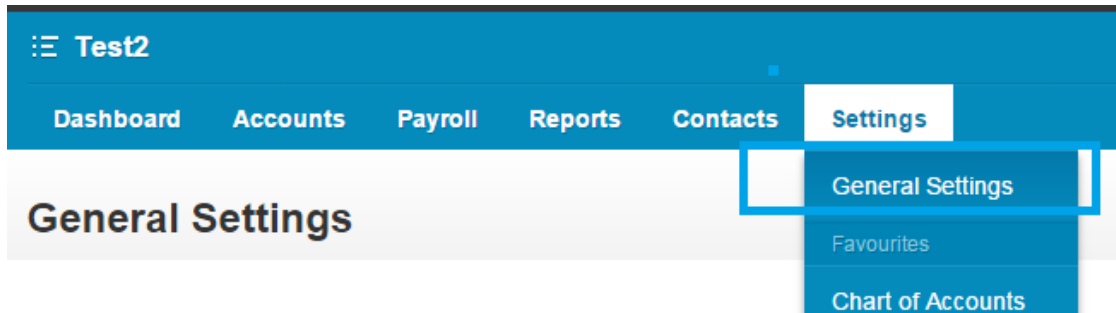 Test2
Dashboard Accounts Payroll Reports Contacts Settings
General Settings
General Settings
Favourites
Chart of Accounts